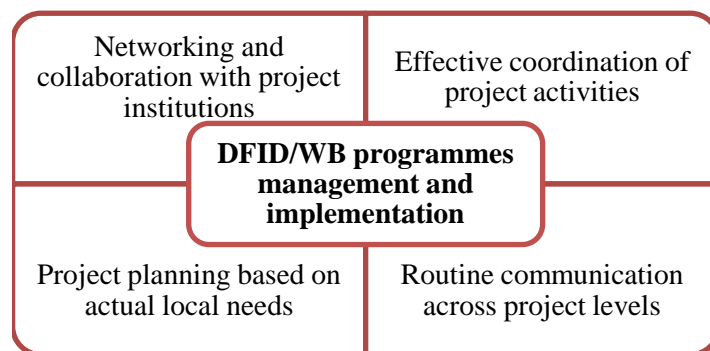 Networking and
collaboration with project
institutions
Effective coordination of
project activities
DFID/WB programmes
management and
implementation
Project planning based on
actual local needs
Routine communication
across project levels